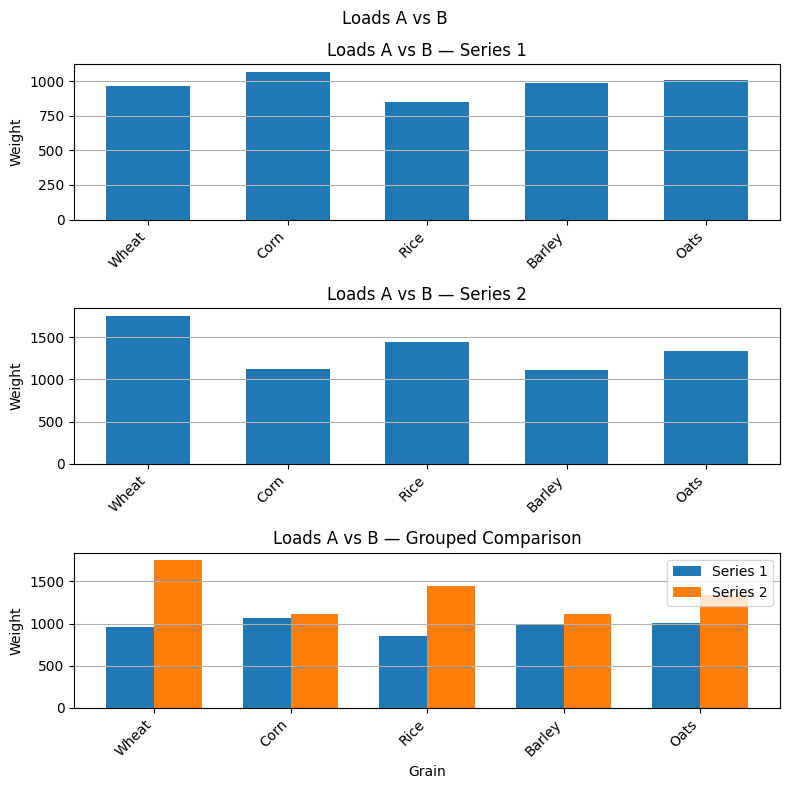 Loads A vs B
Loads A vs B — Series 1
Weight
1000
750
500
250
0
Wheat
Corn
Rice
Barley
Oats
Loads A vs B — Series 2
Weight
1500
1000
500
0
Wheat
Corn
Rice
Barley
Oats
Loads A vs B — Grouped Comparison
Weight
1500
1000
500
0
Series 1
Series 2
Wheat
Corn
Rice
Barley
Oats
Grain